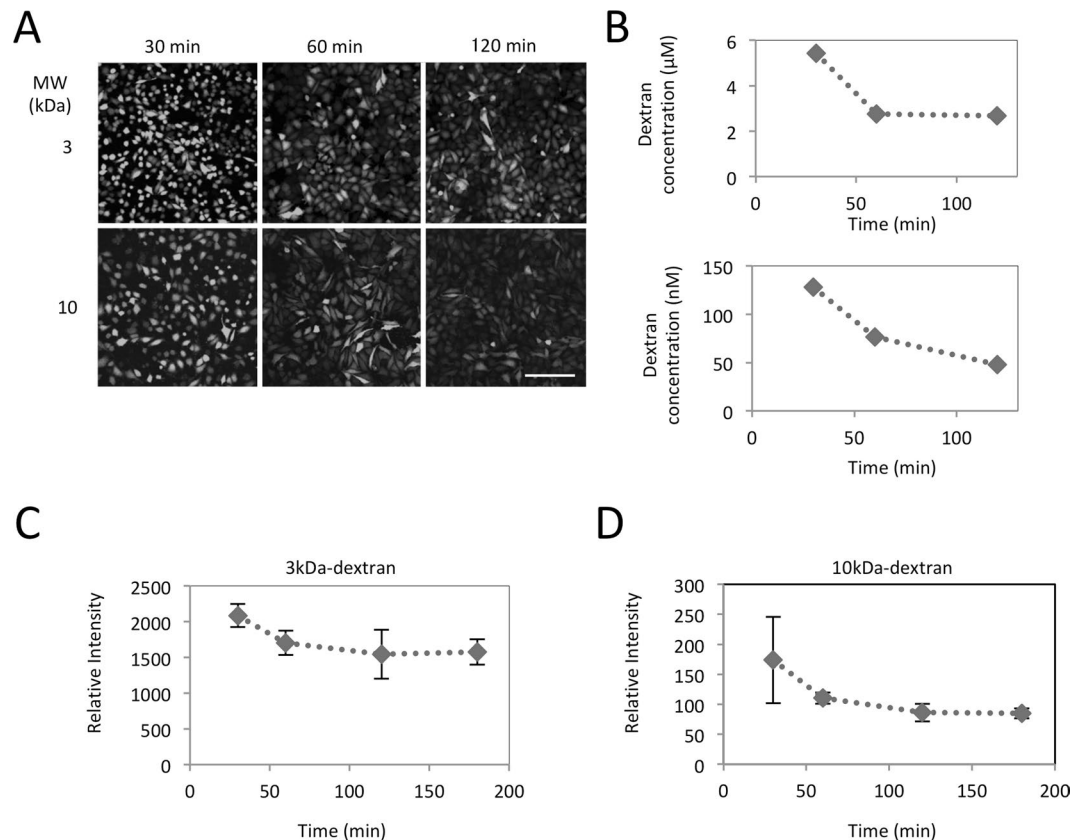 A
30 min 60 min 120 min
MW
(kDa)
3
10
B
Dextran
concentration (µM)
6
4
2
0
0 50 100
Time (min)
Dextran
concentration (nM)
150
100
50
0
0 50 100
Time (min)
C
3kDa-dextran
Relative Intensity
2500
2000
1500
1000
500
0
0 50 100 150 200
Time (min)
D
10kDa-dextran
Relative Intensity
300
250
200
150
100
50
0
0 50 100 150 200
Time (min)